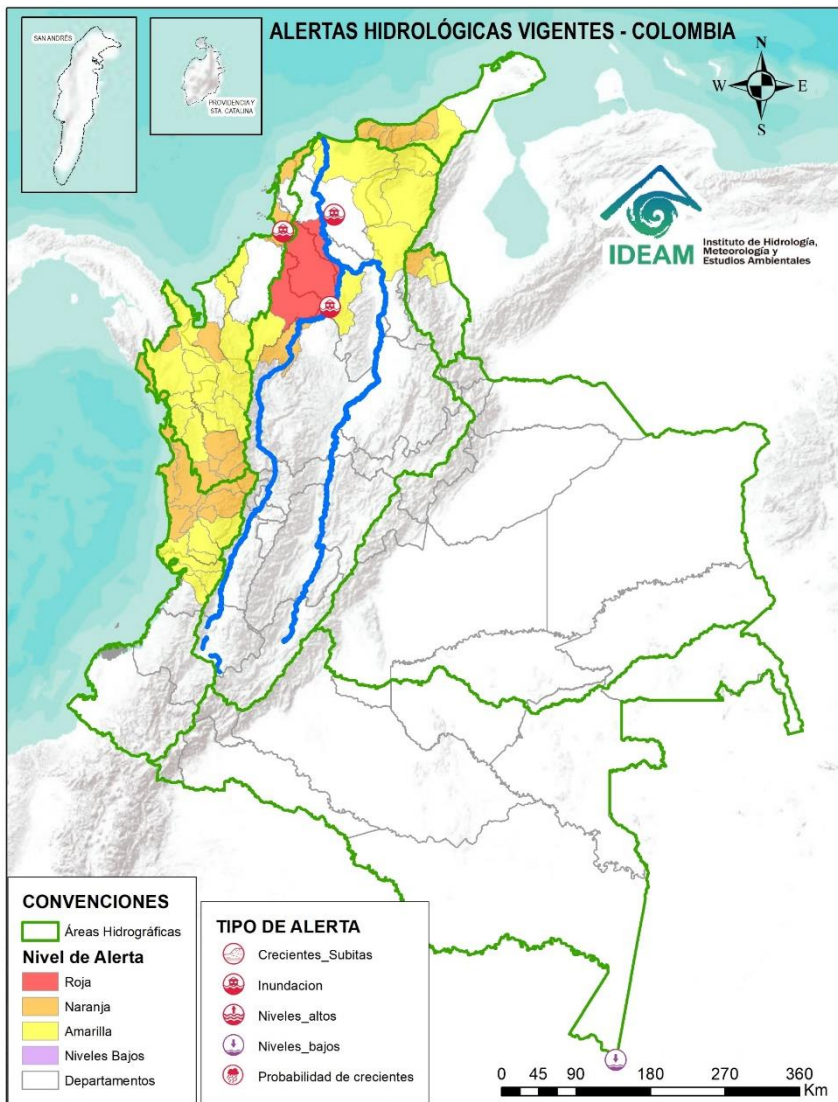 ALERTAS HIDROLÓGICAS VIGENTES - COLOMBIA
SAN ANDRÉS
PROVIDENCIA Y
STA. CATALINA
N
W
E
S
IDEAM
Instituto de Hidrología,
Meteorología y
Estudios Ambientales
CONVENCIONES
Áreas Hidrográficas
Nivel de Alerta
Roja
Naranja
Amarilla
Niveles Bajos
Departamentos
TIPO DE ALERTA
Crecientes_Subitas
Inundacion
Niveles_altos
Niveles_bajos
Probabilidad de crecientes
0 45 90 180 270 360
Km